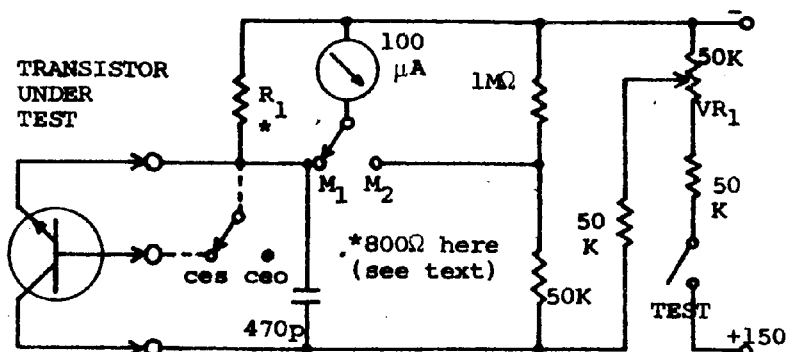 TRANSISTOR
UNDER
TEST
R1
*
100
μA
1MΩ
50K
VR1
M1 M2
50
K
50
K
ces ceo
*800Ω here
(see text)
470p
50K
TEST
-
+150